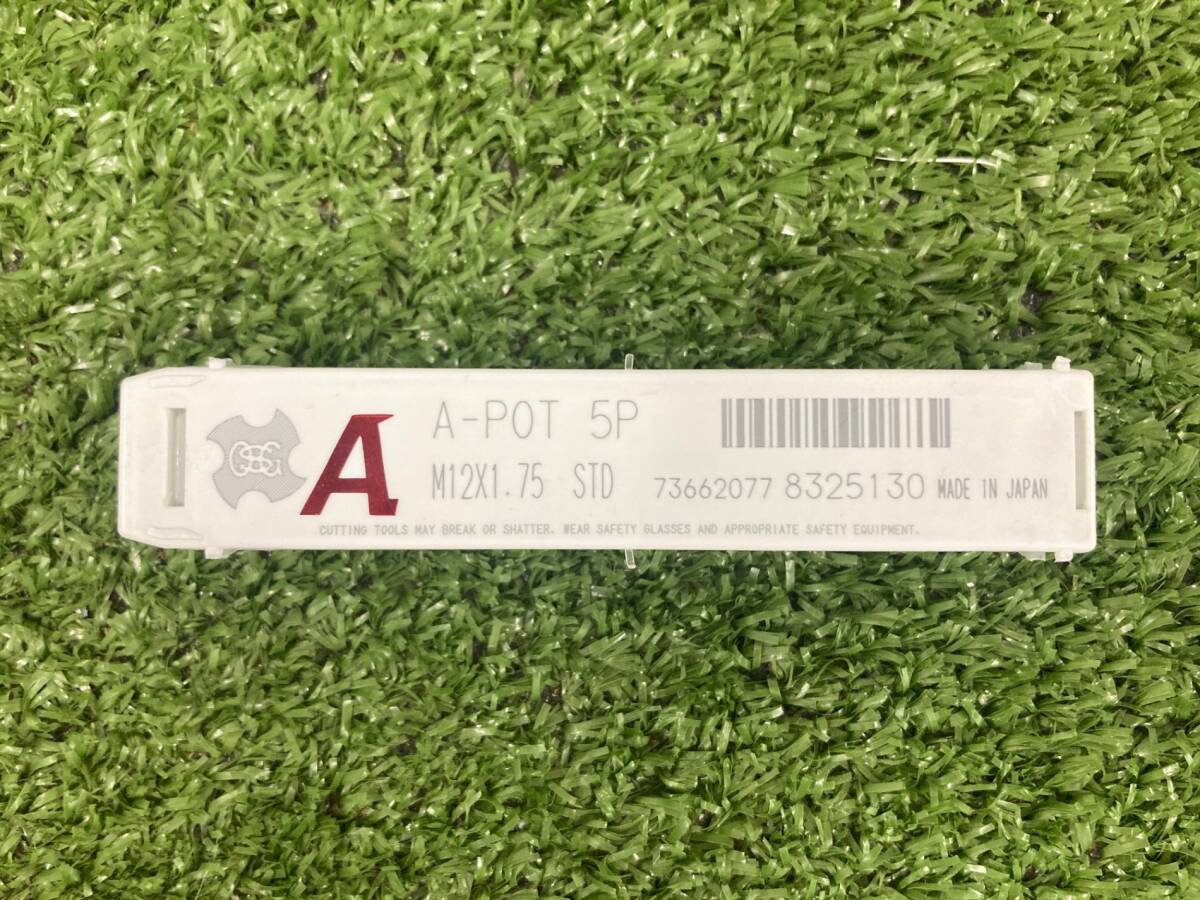 OSG
A
A-POT 5P
M12X1.75 STD
73662077 8325130 MADE IN JAPAN
CUTTING TOOLS MAY BREAK OR SHATTER. WEAR SAFETY GLASSES AND APPROPRIATE SAFETY EQUIPMENT.